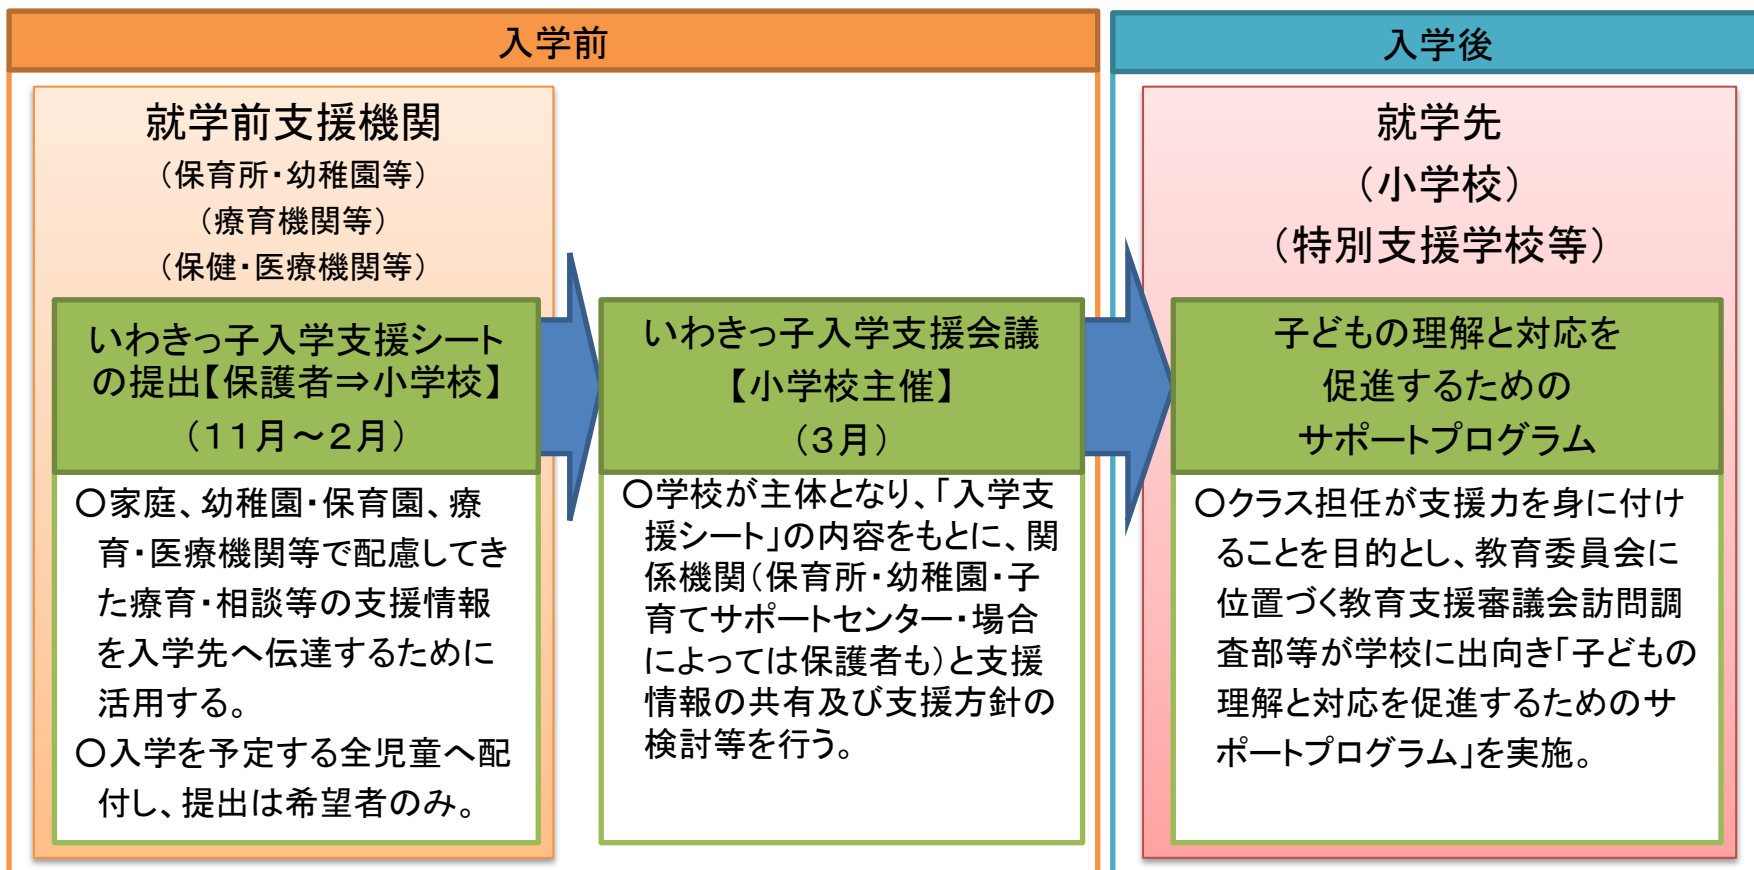 入学前
就学前支援機関
（保育所・幼稚園等）
（療育機関等）
（保健・医療機関等）
いわきっ子入学支援シート
の提出【保護者⇒小学校】
（１１月～２月）
○家庭、幼稚園・保育園、療
育・医療機関等で配慮してき
た療育・相談等の支援情報
を入学先へ伝達するために
活用する。
○入学を予定する全児童へ配
付し、提出は希望者のみ。
いわきっ子入学支援会議
【小学校主催】
（３月）
○学校が主体となり、「入学支
援シート」の内容をもとに、関
係機関（保育所・幼稚園・子
育てサポートセンター・場合
によっては保護者も）と支援
情報の共有及び支援方針の
検討等を行う。
入学後
就学先
（小学校）
（特別支援学校等）
子どもの理解と対応を
促進するための
サポートプログラム
○クラス担任が支援力を身に付け
ることを目的とし、教育委員会に
位置づく教育支援審議会訪問調
査部等が学校に出向き「子どもの
理解と対応を促進するためのサ
ポートプログラム」を実施。